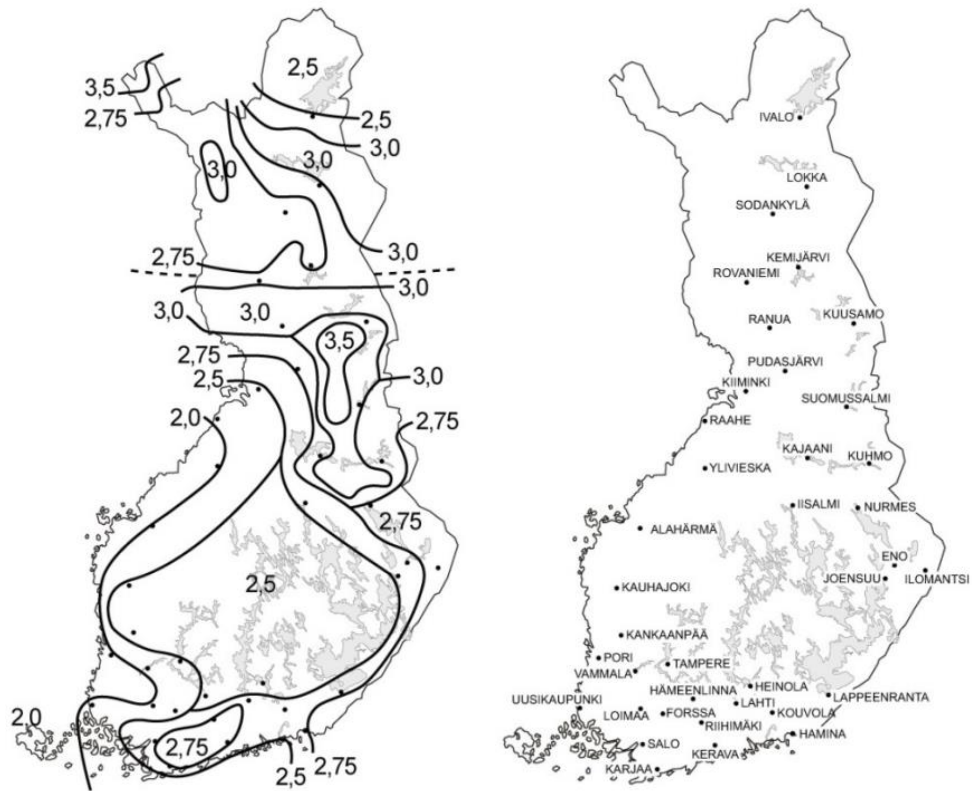 2,5
3,5
2,75
2,5
3,0
3,0
3,0
2,75
3,0
3,0
3,0
3,0
3,5
2,75
2,5
3,0
2,0
2,75
2,75
2,5
2,0
2,75
2,5
2,75
IVALO
LOKKA
SODANKYLÄ
KEMIJÄRVI
ROVANIEMI
RANUA
KUUSAMO
PUDASJÄRVI
KIIMINKI
SUOMUSSALMI
RAAHE
KAJAANI
KUHMO
YLIVIESKA
IISALMI
NURMES
ALAHÄRMÄ
ENO
JOENSUU
ILOMANTSI
KAUHAJOKI
KANKAANPÄÄ
PORI
TAMPERE
VAMMALA
HEINOLA
HÄMEENLINNA
LAPPEENRANTA
UUSIKAUPUNKI
LAHTI
LOIMAA
FORSSA
KOUVOLA
RIIHIMÄKI
HAMINA
SALO
KERAVA
KARJAA